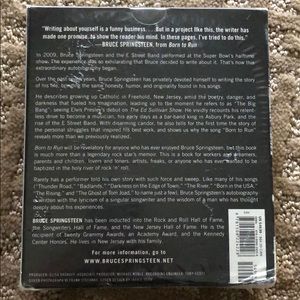 "Writing about yourself is a funny business. . . . But in a project like this, the writer has
made one promise, to show the reader his mind. In these pages, I've tried to do this."
—BRUCE SPRINGSTEEN, from Born to Run
In 2009, Bruce Springsteen and the E Street Band performed at the Super Bowl's halftime
show. The experience was so exhilarating that Bruce decided to write about it. That's how this
extraordinary autobiography began.
Over the past years, Bruce Springsteen has privately devoted himself to writing the story
of his life, bringing the same honesty, humor, and originality found in his songs.
He describes growing up Catholic in Freehold, New Jersey, amid the poetry, danger, and
darkness that fueled his imagination, leading up to the moment he refers to as "The Big
Bang": seeing Elvis Presley's debut on The Ed Sullivan Show. He vividly recounts his relent-
less drive to become a musician, his early days as a bar band king in Asbury Park, and the
rise of the E Street Band. With disarming candor, he also tells for the first time the story of
the personal struggles that inspired his best work, and shows us why the song "Born to Run"
reveals more than we previously realized.
Born to Run will be revelatory for anyone who has ever enjoyed Bruce Springsteen, but this book
is much more than a legendary rock star's memoir. This is a book for workers and dreamers,
parents and children, lovers and loners, artists, freaks, or anyone who has ever wanted to be
baptized in the holy river of rock 'n' roll.
Rarely has a performer told his own story with such force and sweep. Like many of his songs
("Thunder Road," "Badlands," "Darkness on the Edge of Town," "The River," "Born in the USA,"
"The Rising," and "The Ghost of Tom Joad," to name just a few), Bruce Springsteen's autobiography
is written with the lyricism of a singular songwriter and the wisdom of a man who has thought
deeply about his experiences.
BRUCE SPRINGSTEEN has been inducted into the Rock and Roll Hall of Fame,
the Songwriters Hall of Fame, and the New Jersey Hall of Fame. He is the
recipient of twenty Grammy Awards, an Academy Award, and the Kennedy
Center Honors. He lives in New Jersey with his family.
For more information, go to
WWW.BRUCESPRINGSTEEN.NET